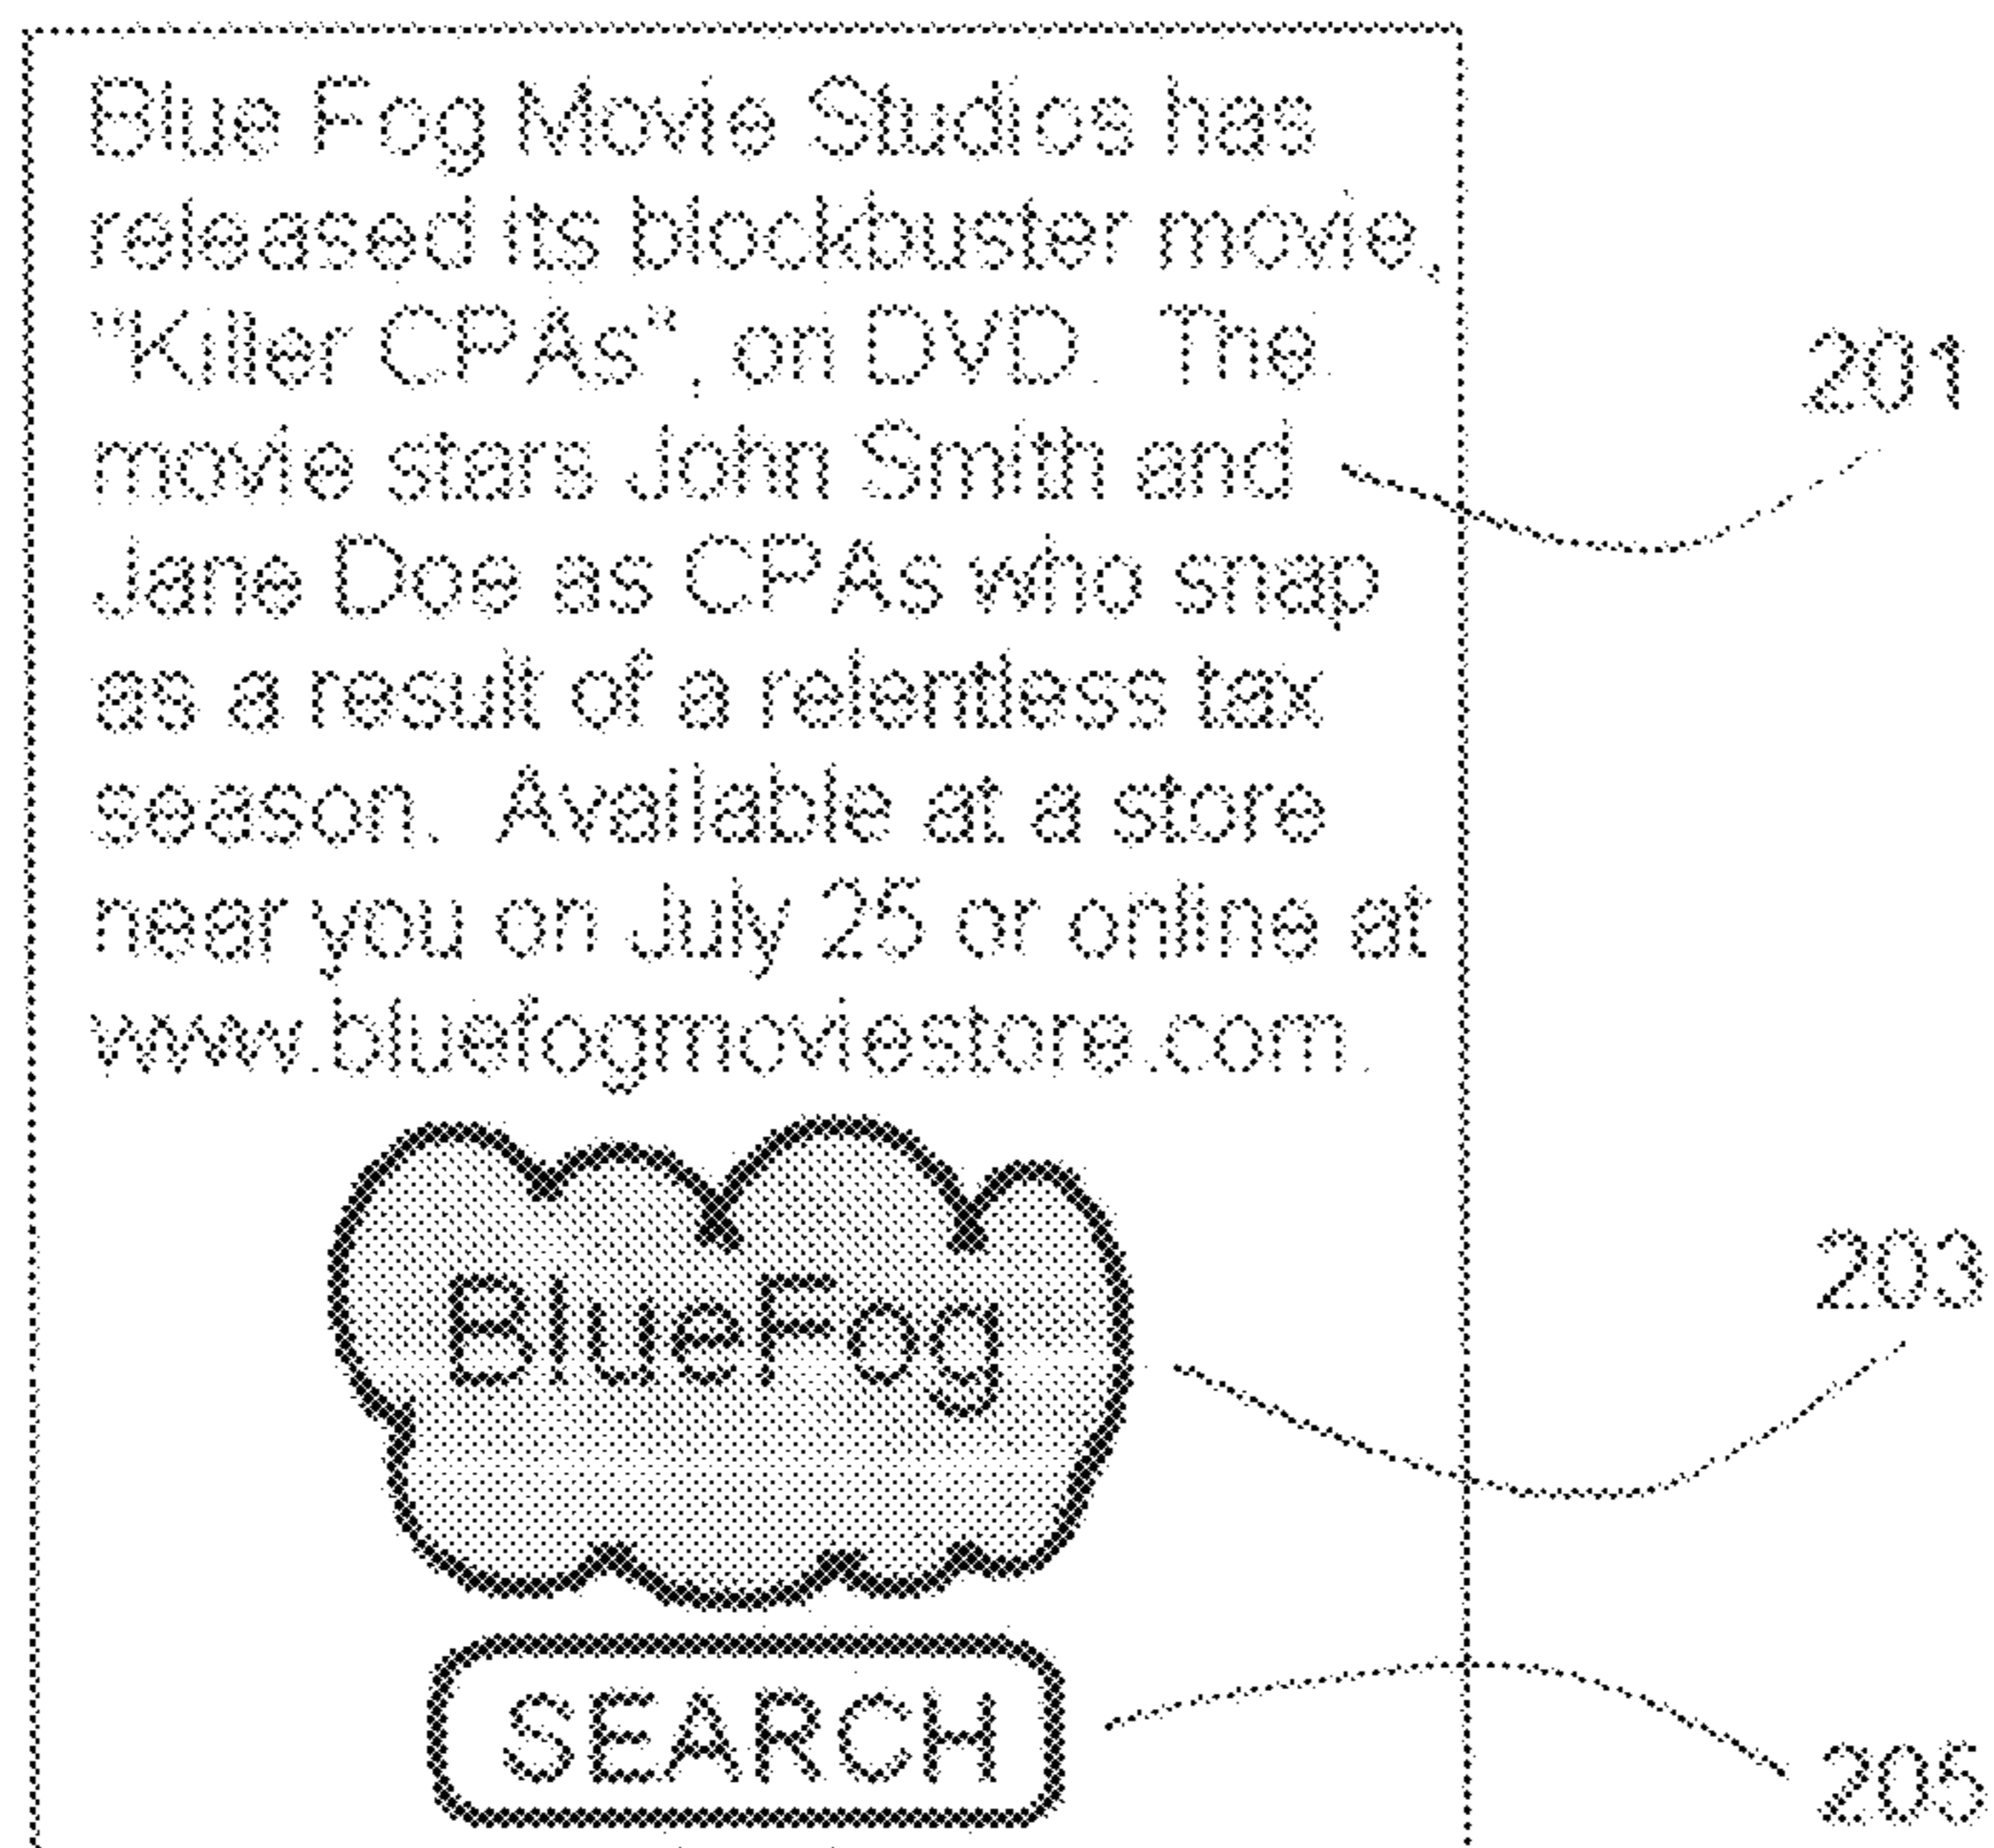 Blue Fog Movie Studios has
released its blockbuster movie,
"Killer CPAs", on DVD. The
movie stars John Smith and
Jane Doe as CPAs who snap
as a result of a relentless tax
season. Available at a store
near you on July 25 or online at
www.bluefogmoviestore.com.
201
BlueFog
203
SEARCH
205